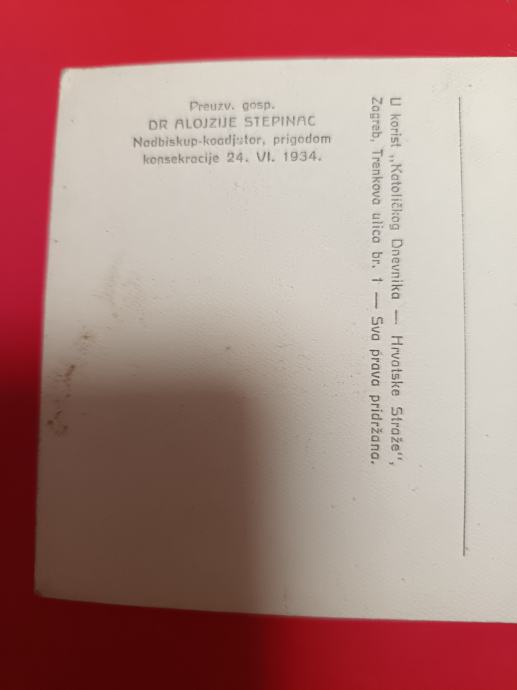 Preuzv. gosp.
DR ALOJZIJE STEPINAC
Nadbiskup-koadjutor, prigodom
konsekracije 24. VI. 1934.
U korist „Katoličkog Dnevnika — Hrvatske Straže“,
Zagreb, Trenkova ulica br. 1 — Sva prava pridržana.